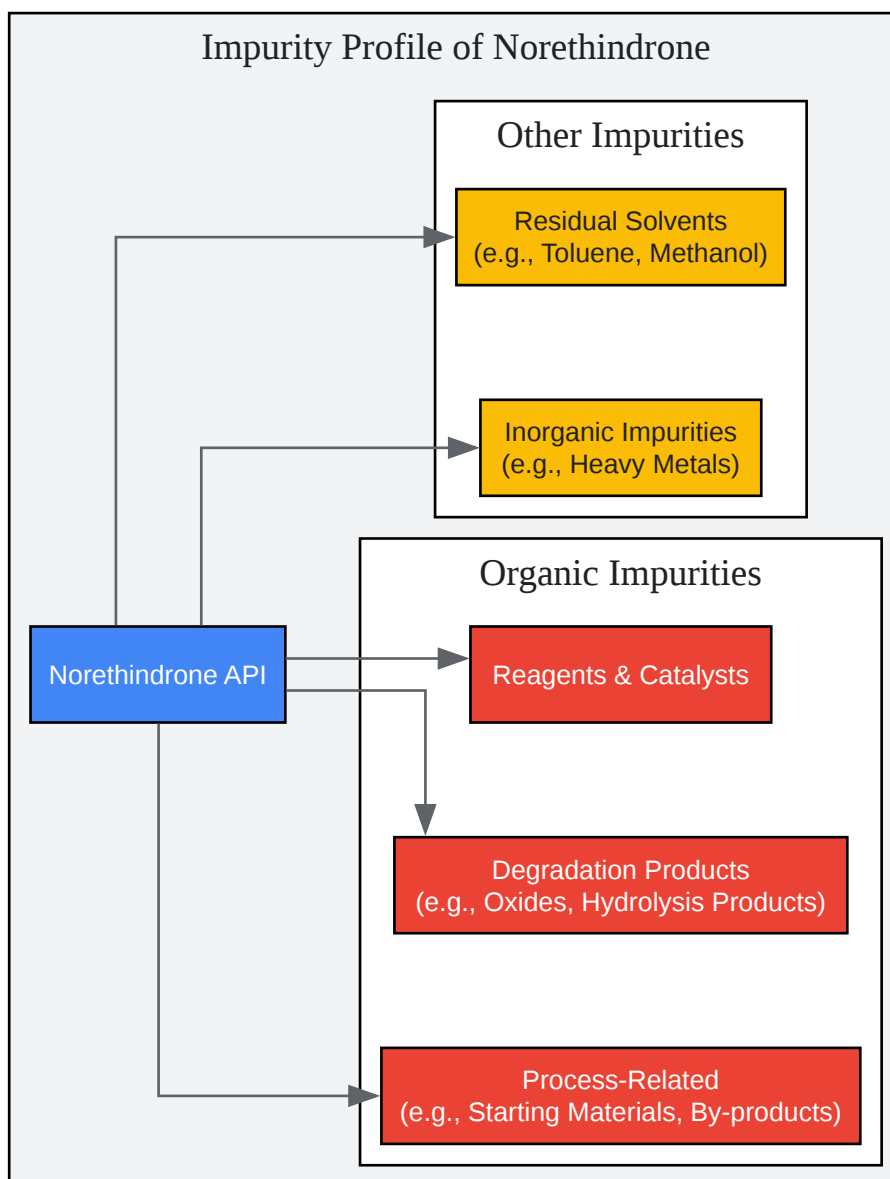 Impurity Profile of Norethindrone
Other Impurities
Residual Solvents
(e.g., Toluene, Methanol)
Inorganic Impurities
(e.g., Heavy Metals)
Organic Impurities
Norethindrone API
Reagents & Catalysts
Degradation Products
(e.g., Oxides, Hydrolysis Products)
Process-Related
(e.g., Starting Materials, By-products)